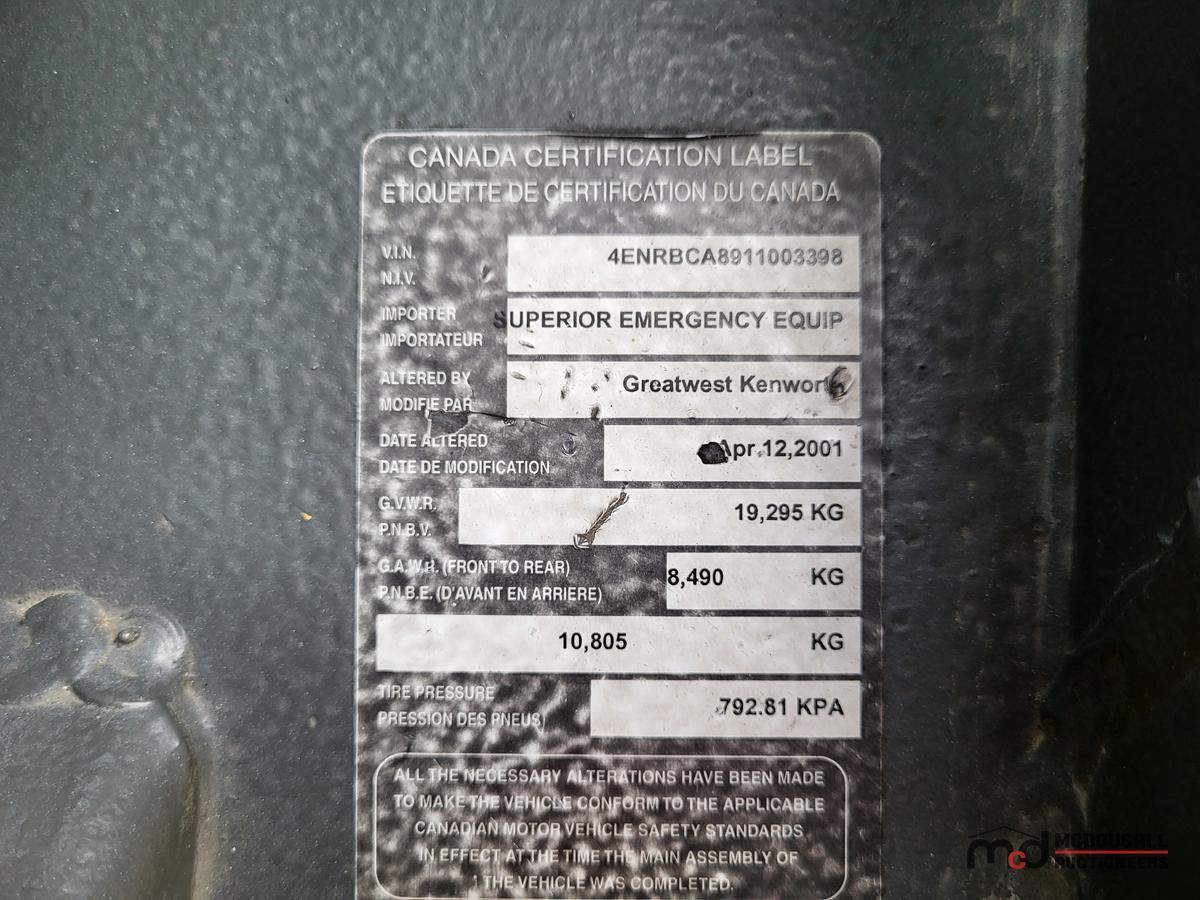 CANADA CERTIFICATION LABEL
ETIQUETTE DE CERTIFICATION DU CANADA
V.I.N. 4ENRBCA8911003398
N.I.V.
IMPORTER SUPERIOR EMERGENCY EQUIP
IMPORTATEUR
ALTERED BY Greatwest Kenworth
MODIFIE PAR
DATE ALTERED Apr.12,2001
DATE DE MODIFICATION
G.V.W.R. 19,295 KG
P.N.B.V.
G.A.W.R. (FRONT TO REAR) 8,490 KG
P.N.B.E. (D'AVANT EN ARRIERE)
10,805 KG
TIRE PRESSURE 792.81 KPA
PRESSION DES PNEUS)
ALL THE NECESSARY ALTERATIONS HAVE BEEN MADE
TO MAKE THE VEHICLE CONFORM TO THE APPLICABLE
CANADIAN MOTOR VEHICLE SAFETY STANDARDS
IN EFFECT AT THE TIME THE MAIN ASSEMBLY OF
THE VEHICLE WAS COMPLETED.
mcd MCDOUGALL
AUCTIONEERS